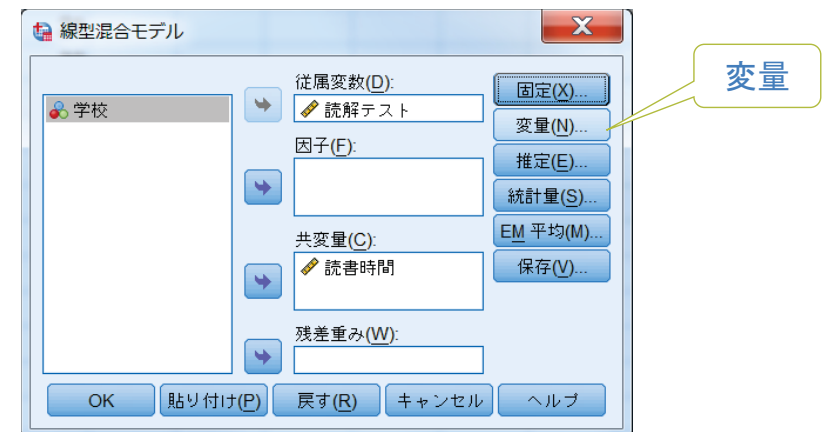 線型混合モデル
学校
従属変数(D):
読解テスト
因子(F):
共変量(C):
読書時間
残差重み(W):
固定(X)...
変量(N)...
推定(E)...
統計量(S)...
EM 平均(M)...
保存(V)...
変量
OK
貼り付け(P)
戻す(R)
キャンセル
ヘルプ